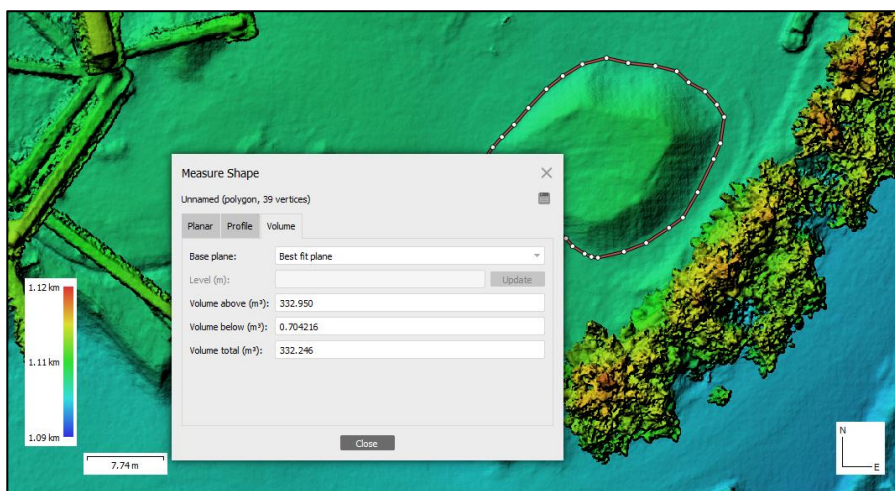 Measure Shape
Unnamed (polygon, 39 vertices)
Planar Profile Volume
Base plane: Best fit plane
Level (m): Update
Volume above (m³): 332.950
Volume below (m³): 0.704216
Volume total (m³): 332.246
Close
1.12 km
1.11 km
1.09 km
7.74 m
N
E